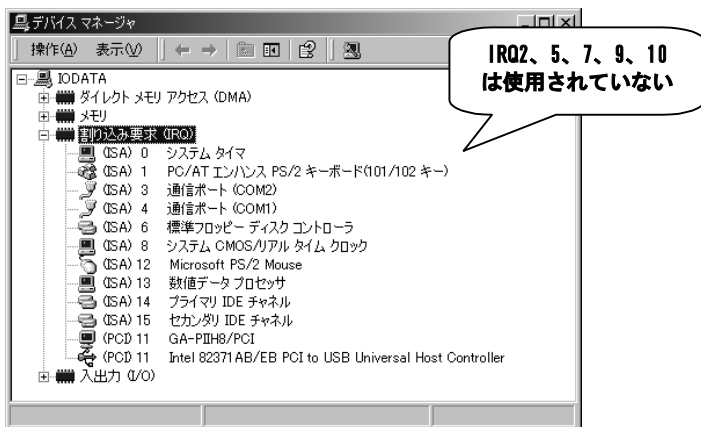 デバイス マネージャ
操作(A) 表示(V)
IRQ2、5、7、9、10
は使用されていない
IODATA
ダイレクト メモリ アクセス (DMA)
メモリ
割り込み要求 (IRQ)
(ISA) 0 システム タイマ
(ISA) 1 PC/AT エンハンス PS/2 キーボード(101/102 キー)
(ISA) 3 通信ポート (COM2)
(ISA) 4 通信ポート (COM1)
(ISA) 6 標準フロッピー ディスク コントローラ
(ISA) 8 システム CMOS/リアル タイム クロック
(ISA) 12 Microsoft PS/2 Mouse
(ISA) 13 数値データ プロセッサ
(ISA) 14 プライマリ IDE チャネル
(ISA) 15 セカンダリ IDE チャネル
(PCI) 11 GA-PIIH8/PCI
(PCI) 11 Intel 82371AB/EB PCI to USB Universal Host Controller
入出力 (I/O)